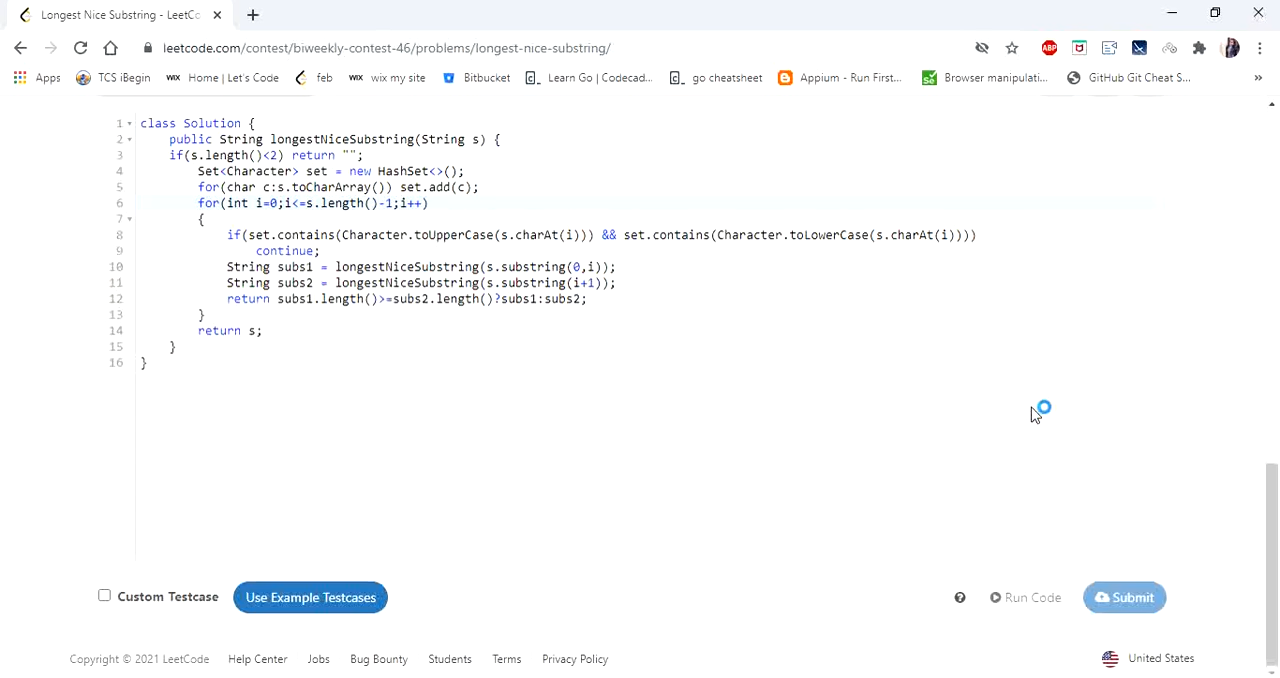 Longest Nice Substring - LeetCo
leetcode.com/contest/biweekly-contest-46/problems/longest-nice-substring/
ABP
Apps TCS iBegin WIX Home | Let's Code feb WIX wix my site Bitbucket Learn Go | Codecad... go cheatsheet Appium - Run First... Se Browser manipulati... GitHub Git Cheat S... »
1 class Solution {
2 public String longestNiceSubstring(String s) {
3 if(s.length()<2) return "";
4 Set<Character> set = new HashSet<>();
5 for(char c:s.toCharArray()) set.add(c);
6 for(int i=0;i<=s.length()-1;i++)
7 {
8 if(set.contains(Character.toUpperCase(s.charAt(i))) && set.contains(Character.toLowerCase(s.charAt(i))))
9 continue;
10 String subs1 = longestNiceSubstring(s.substring(0,i));
11 String subs2 = longestNiceSubstring(s.substring(i+1));
12 return subs1.length()>=subs2.length()?subs1:subs2;
13 }
14 return s;
15 }
16 }
Custom Testcase Use Example Testcases ? Run Code Submit
Copyright © 2021 LeetCode Help Center Jobs Bug Bounty Students Terms Privacy Policy United States